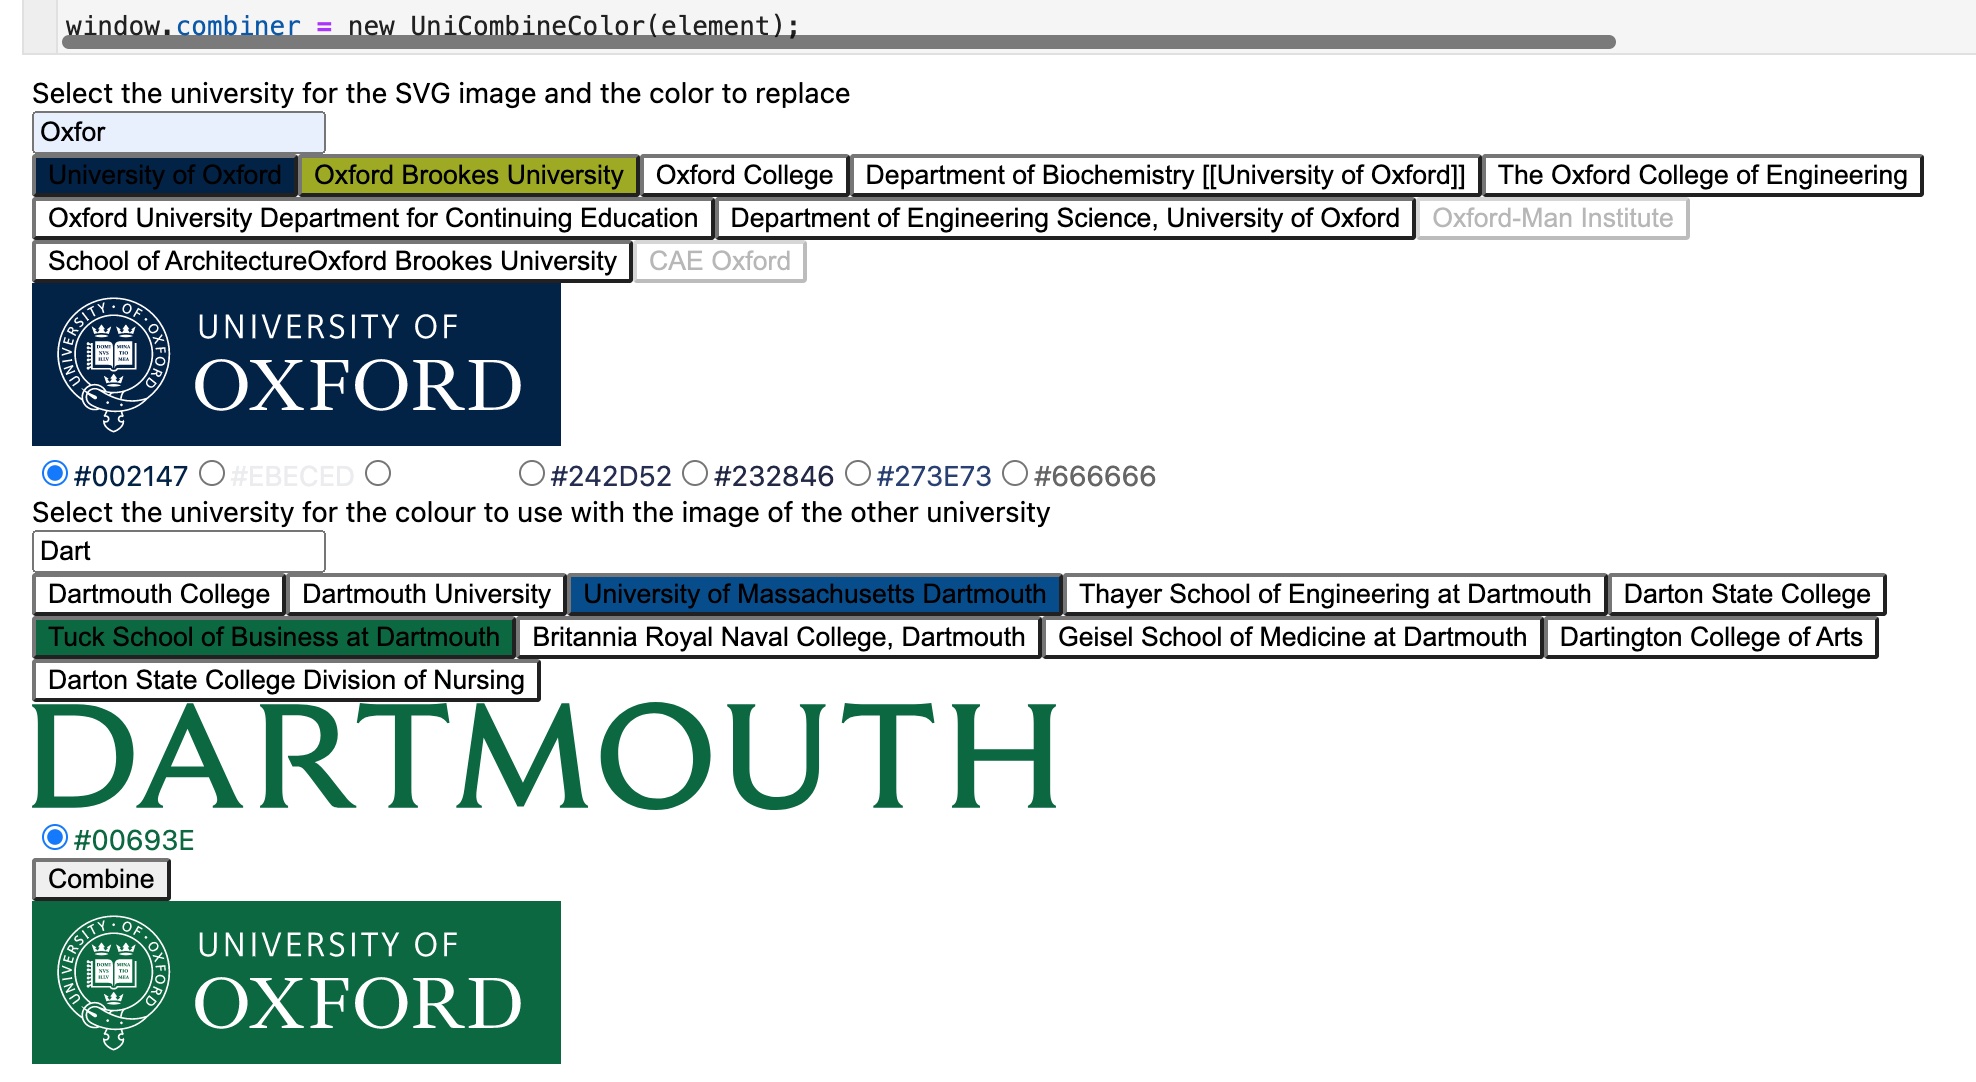 window.combiner = new UniCombineColor(element);
Select the university for the SVG image and the color to replace
Oxfor
University of Oxford Oxford Brookes University Oxford College Department of Biochemistry [[University of Oxford]] The Oxford College of Engineering
Oxford University Department for Continuing Education Department of Engineering Science, University of Oxford Oxford-Man Institute
School of ArchitectureOxford Brookes University CAE Oxford
UNIVERSITY · OF · OXFORD
DOMI MINA
NVS TIO
ILLV MEA
UNIVERSITY OF
OXFORD
#002147 #EBECED #242D52 #232846 #273E73 #666666
Select the university for the colour to use with the image of the other university
Dart
Dartmouth College Dartmouth University University of Massachusetts Dartmouth Thayer School of Engineering at Dartmouth Darton State College
Tuck School of Business at Dartmouth Britannia Royal Naval College, Dartmouth Geisel School of Medicine at Dartmouth Dartington College of Arts
Darton State College Division of Nursing
DARTMOUTH
#00693E
Combine
UNIVERSITY · OF · OXFORD
DOMI MINA
NVS TIO
ILLV MEA
UNIVERSITY OF
OXFORD